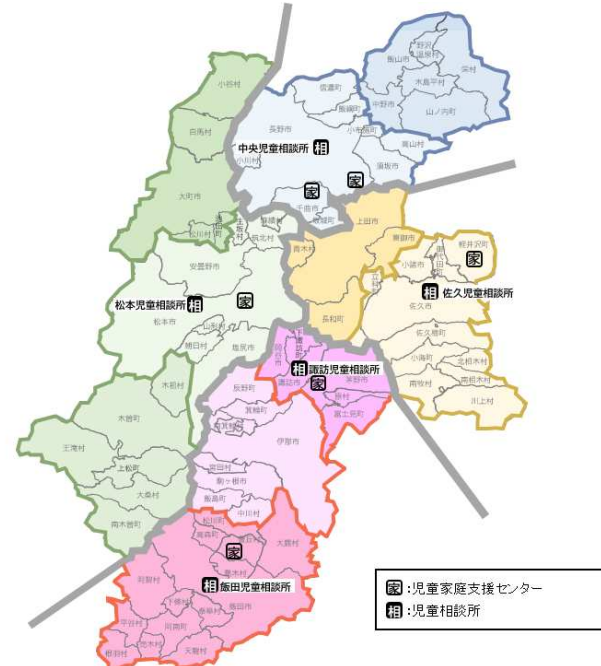 野沢
温泉村
飯山市
栄村
木島平村
中野市
山ノ内町
小谷村
白馬村
大町市
松川村
信濃町
飯綱町
長野市
小布施町
高山村
中央児童相談所
相
小川村
須坂市
家
家
千曲市
坂城町
生坂村
麻績村
筑北村
上田市
東御市
青木村
長和町
立科町
軽井沢町
家
御代田町
小諸市
相
佐久児童相談所
佐久市
佐久穂町
小海町
北相木村
南相木村
南牧村
川上村
安曇野市
松本児童相談所
相
家
松本市
山形村
朝日村
塩尻市
下諏訪町
岡谷市
相
諏訪児童相談所
家
諏訪市
茅野市
原村
富士見町
木祖村
木曽町
王滝村
上松町
大桑村
南木曽町
辰野町
箕輪町
南箕輪村
伊那市
宮田村
駒ヶ根市
飯島町
中川村
松川町
高森町
大鹿村
豊丘村
家
喬木村
阿智村
相
飯田児童相談所
下條村
飯田市
泰阜村
平谷村
阿南町
売木村
根羽村
天龍村
家:児童家庭支援センター
相:児童相談所